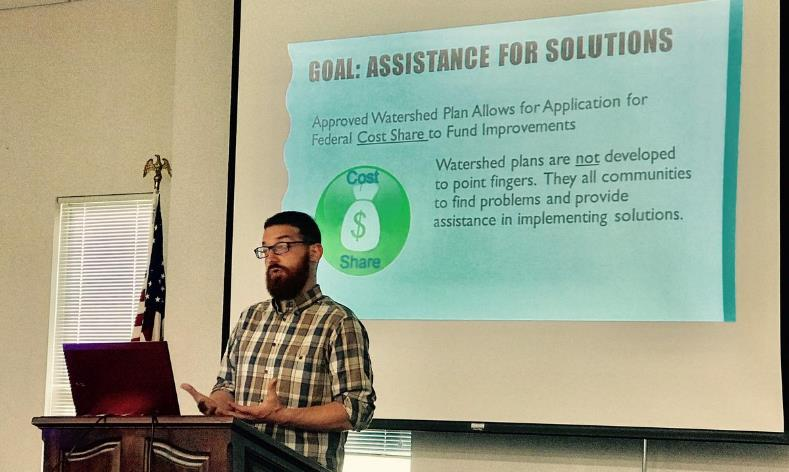 GOAL: ASSISTANCE FOR SOLUTIONS
Approved Watershed Plan Allows for Application for
Federal Cost Share to Fund Improvements
Cost
$
Share
Watershed plans are not developed
to point fingers. They all communities
to find problems and provide
assistance in implementing solutions.